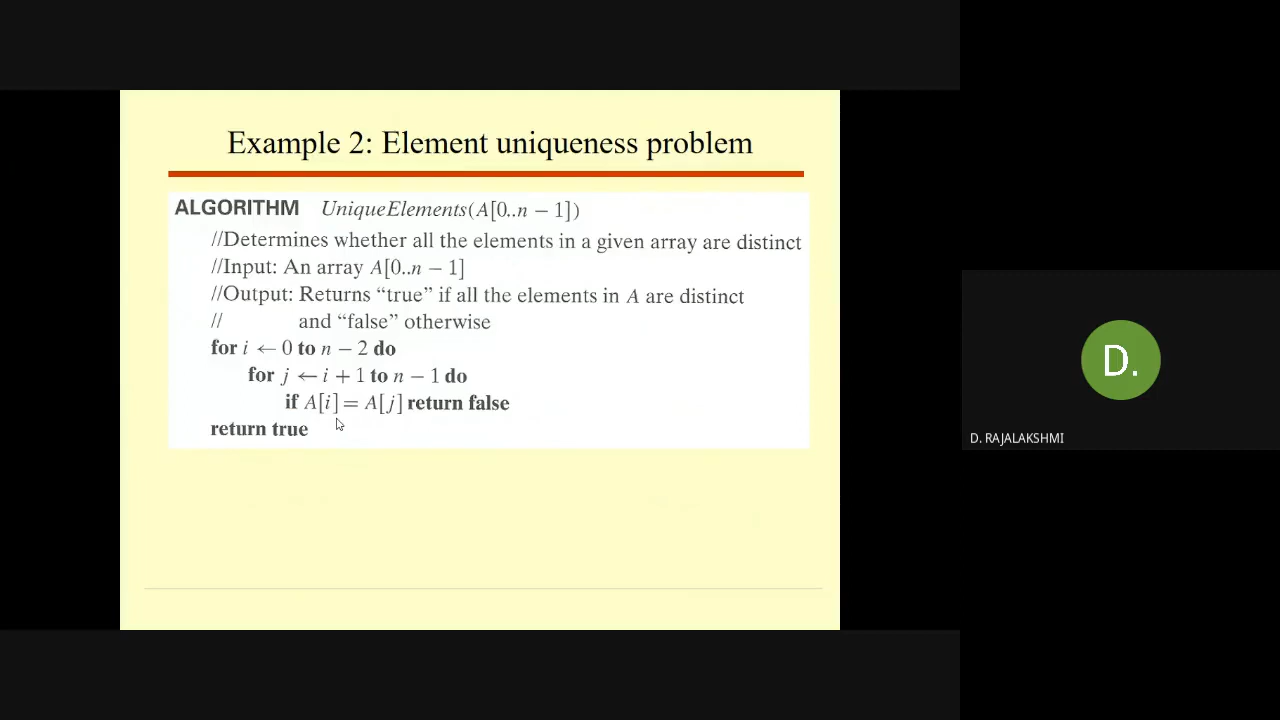 Example 2: Element uniqueness problem
ALGORITHM UniqueElements(A[0..n − 1])
//Determines whether all the elements in a given array are distinct
//Input: An array A[0..n − 1]
//Output: Returns “true” if all the elements in A are distinct
// and “false” otherwise
for i ← 0 to n − 2 do
for j ← i + 1 to n − 1 do
if A[i] = A[j] return false
return true
D.
D. RAJALAKSHMI